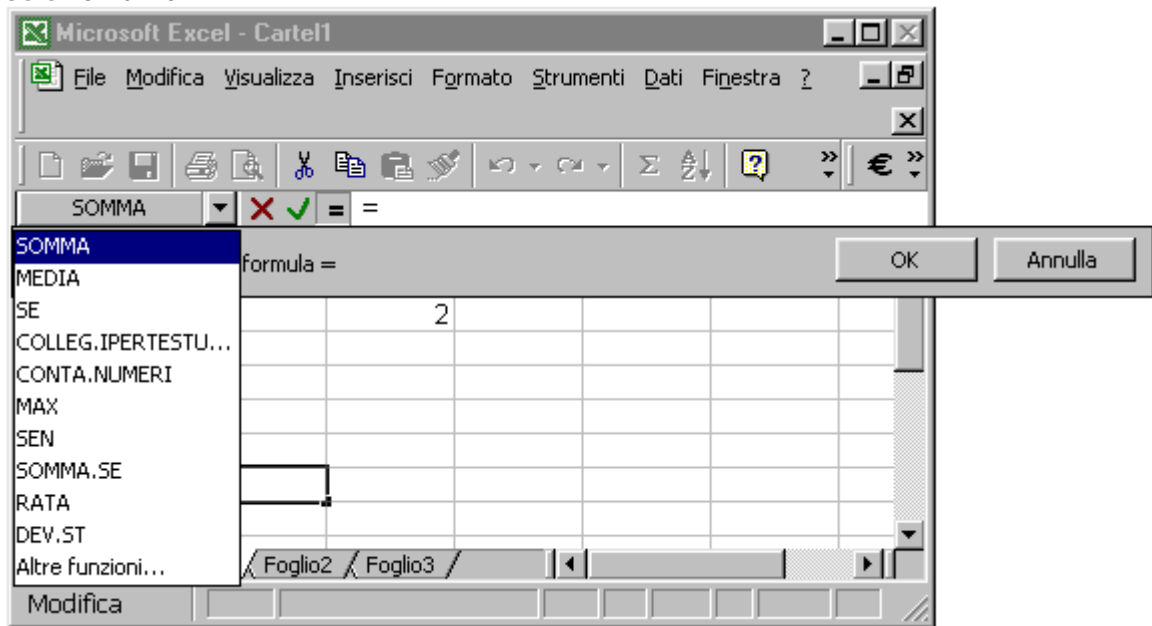 Microsoft Excel - Cartel1
File Modifica Visualizza Inserisci Formato Strumenti Dati Finestra ?
SOMMA = =
SOMMA
formula =
OK Annulla
MEDIA
SE
2
COLLEG.IPERTESTU...
CONTA.NUMERI
MAX
SEN
SOMMA.SE
RATA
DEV.ST
Altre funzioni...
Foglio2 Foglio3
Modifica